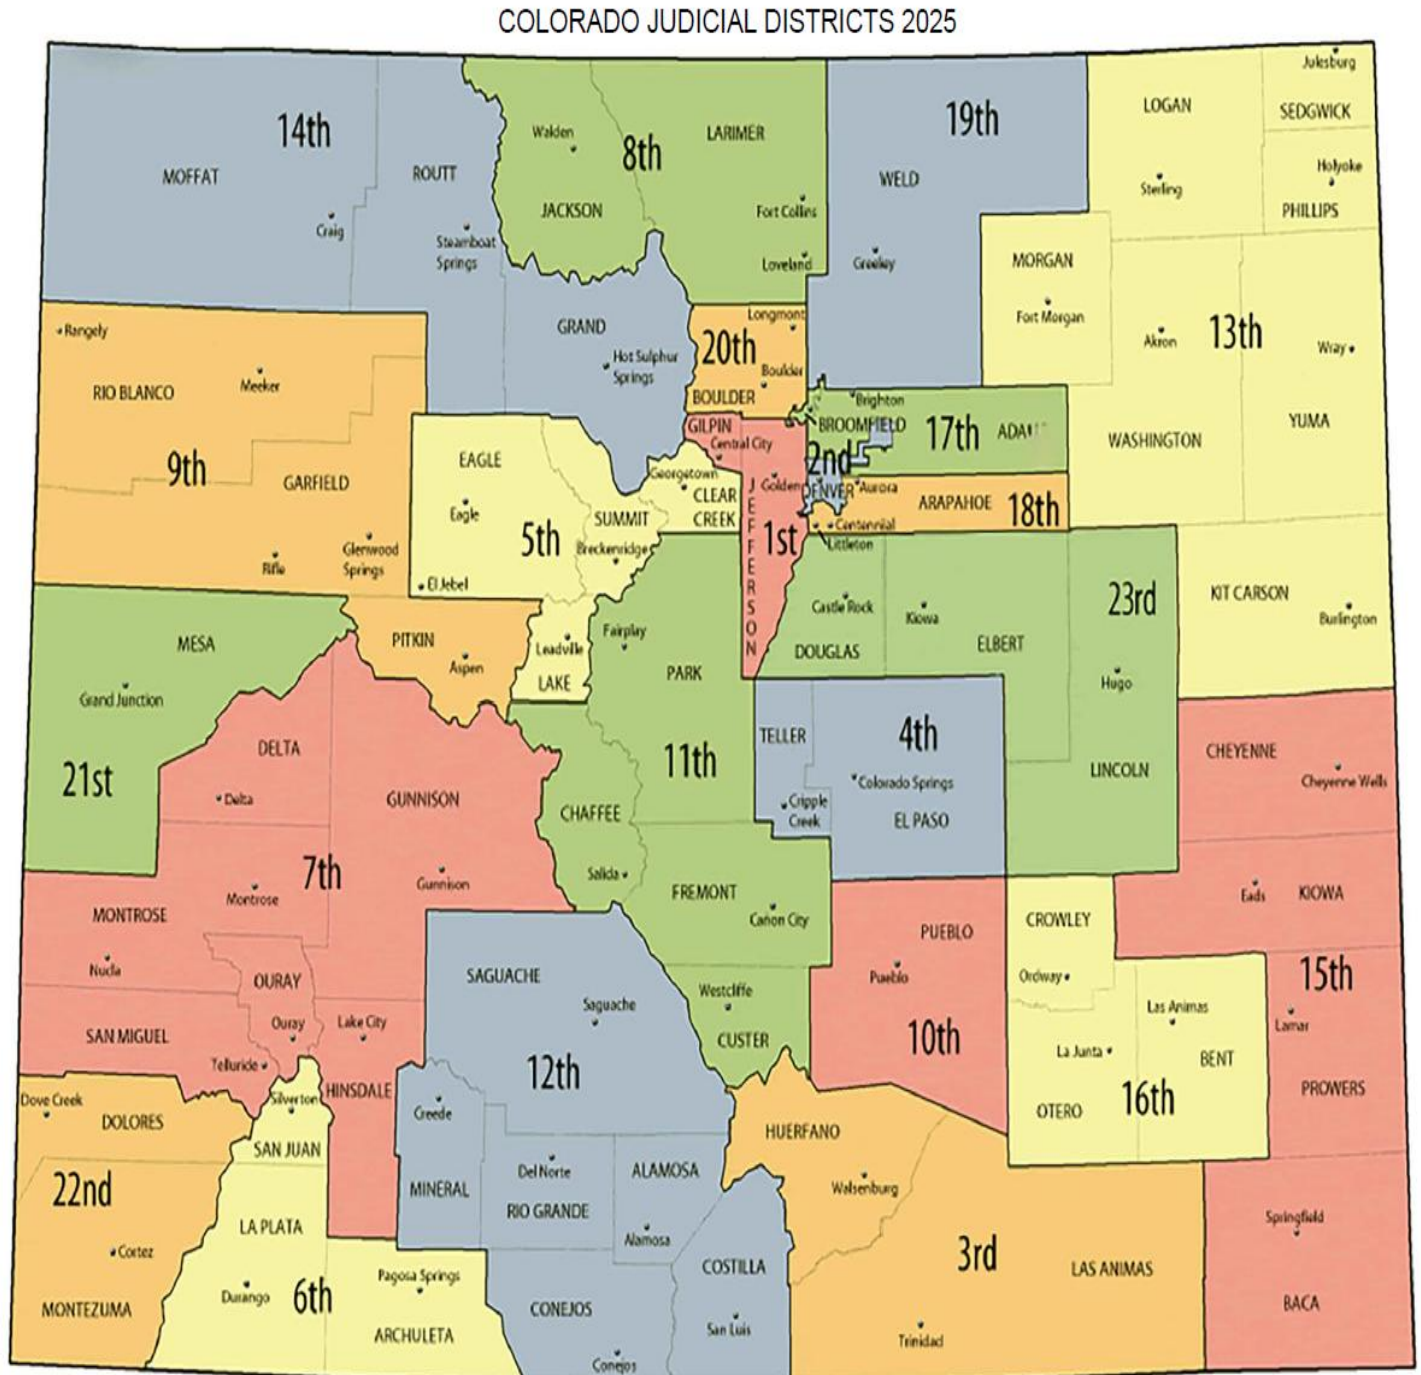 COLORADO JUDICIAL DISTRICTS 2025
Julesburg
SEDGWICK
LOGAN
14th
8th
19th
Walden
LARIMER
MOFFAT
ROUTT
WELD
Holyoke
PHILLIPS
Sterling
JACKSON
Fort Collins
Craig
Steamboat
Springs
Loveland
Greeley
MORGAN
Fort Morgan
GRAND
Longmont
13th
Rangely
20th
Akron
Wray
Hot Sulphur
Springs
Boulder
RIO BLANCO
Meeker
BOULDER
Brighton
GILPIN
BROOMFIELD
17th
YUMA
WASHINGTON
Central City
EAGLE
2nd
9th
GARFIELD
Georgetown
Golden
DENVER
Aurora
CLEAR
CREEK
ARAPAHOE
18th
Eagle
SUMMIT
Centennial
5th
1st
Littleton
Breckenridge
Glenwood
Springs
Rifle
El Jebel
JEFFERSON
23rd
KIT CARSON
Burlington
Castle Rock
Kiowa
MESA
PITKIN
Fairplay
Leadville
DOUGLAS
ELBERT
Aspen
LAKE
PARK
Hugo
Grand Junction
TELLER
4th
DELTA
11th
CHEYENNE
21st
LINCOLN
Cheyenne Wells
Colorado Springs
Delta
GUNNISON
CHAFFEE
Cripple
Creek
EL PASO
7th
Salida
Gunnison
FREMONT
Eads
KIOWA
Montrose
MONTROSE
Cañon City
CROWLEY
PUEBLO
Nucla
OURAY
SAGUACHE
Pueblo
Ordway
15th
Westcliffe
Saguache
Las Animas
Ouray
Lake City
SAN MIGUEL
CUSTER
10th
Lamar
La Junta
BENT
Telluride
12th
HINSDALE
PROWERS
Dove Creek
Silverton
Creede
OTERO
16th
DOLORES
HUERFANO
SAN JUAN
22nd
MINERAL
Del Norte
ALAMOSA
Walsenburg
RIO GRANDE
LA PLATA
Springfield
Alamosa
Cortez
COSTILLA
3rd
LAS ANIMAS
Pagosa Springs
Durango
6th
MONTEZUMA
CONEJOS
BACA
San Luis
ARCHULETA
Trinidad
Conejos